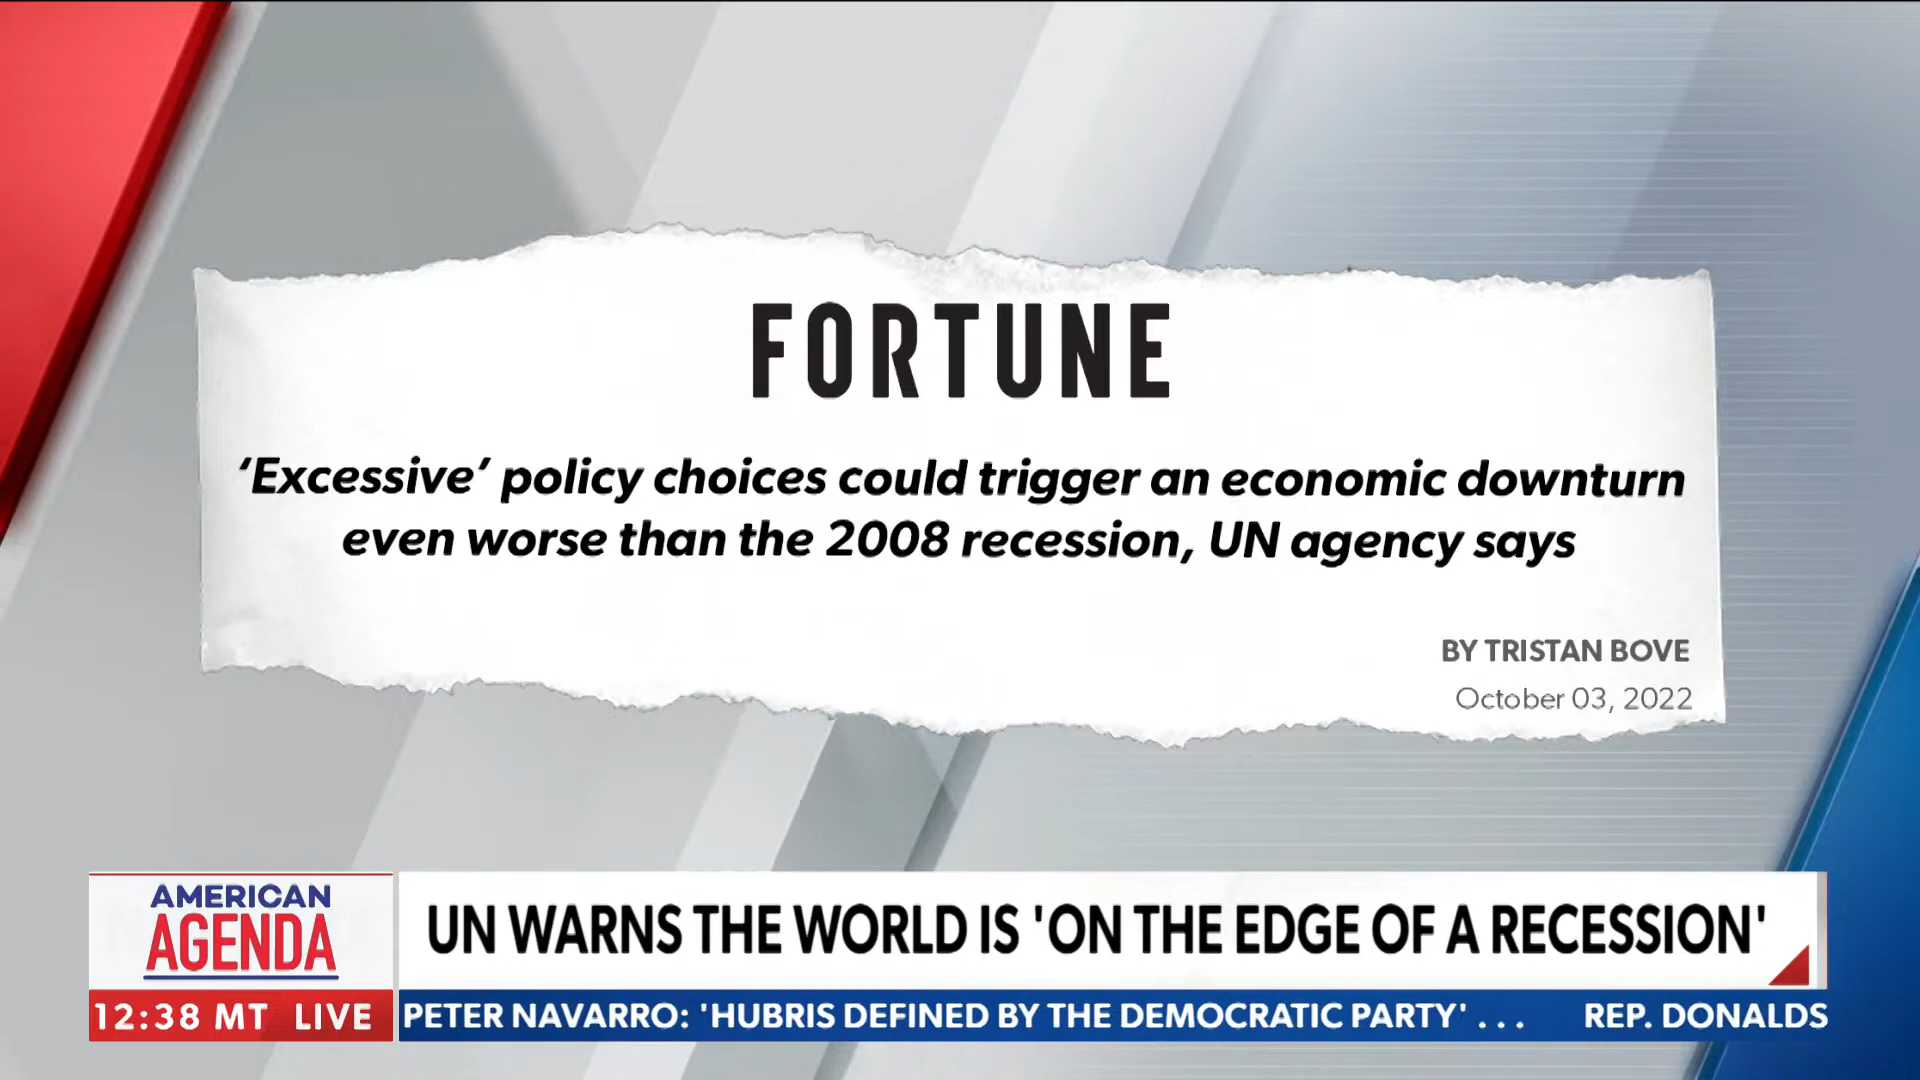 FORTUNE
‘Excessive’ policy choices could trigger an economic downturn
even worse than the 2008 recession, UN agency says
BY TRISTAN BOVE
October 03, 2022
AMERICAN
AGENDA
UN WARNS THE WORLD IS 'ON THE EDGE OF A RECESSION'
12:38 MT LIVE
PETER NAVARRO: 'HUBRIS DEFINED BY THE DEMOCRATIC PARTY' . . . REP. DONALDS